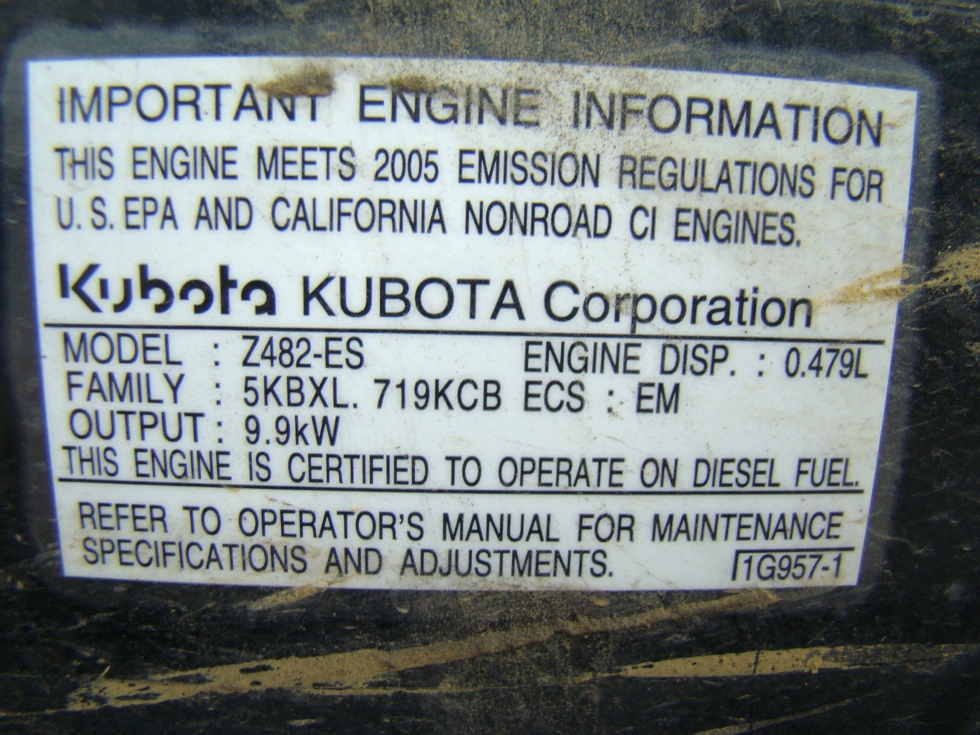 IMPORTANT ENGINE INFORMATION
THIS ENGINE MEETS 2005 EMISSION REGULATIONS FOR
U.S. EPA AND CALIFORNIA NONROAD CI ENGINES.
Kubota KUBOTA Corporation
MODEL : Z482-ES ENGINE DISP. : 0.479L
FAMILY : 5KBXL. 719KCB ECS : EM
OUTPUT : 9.9kW
THIS ENGINE IS CERTIFIED TO OPERATE ON DIESEL FUEL.
REFER TO OPERATOR'S MANUAL FOR MAINTENANCE
SPECIFICATIONS AND ADJUSTMENTS. 1G957-1